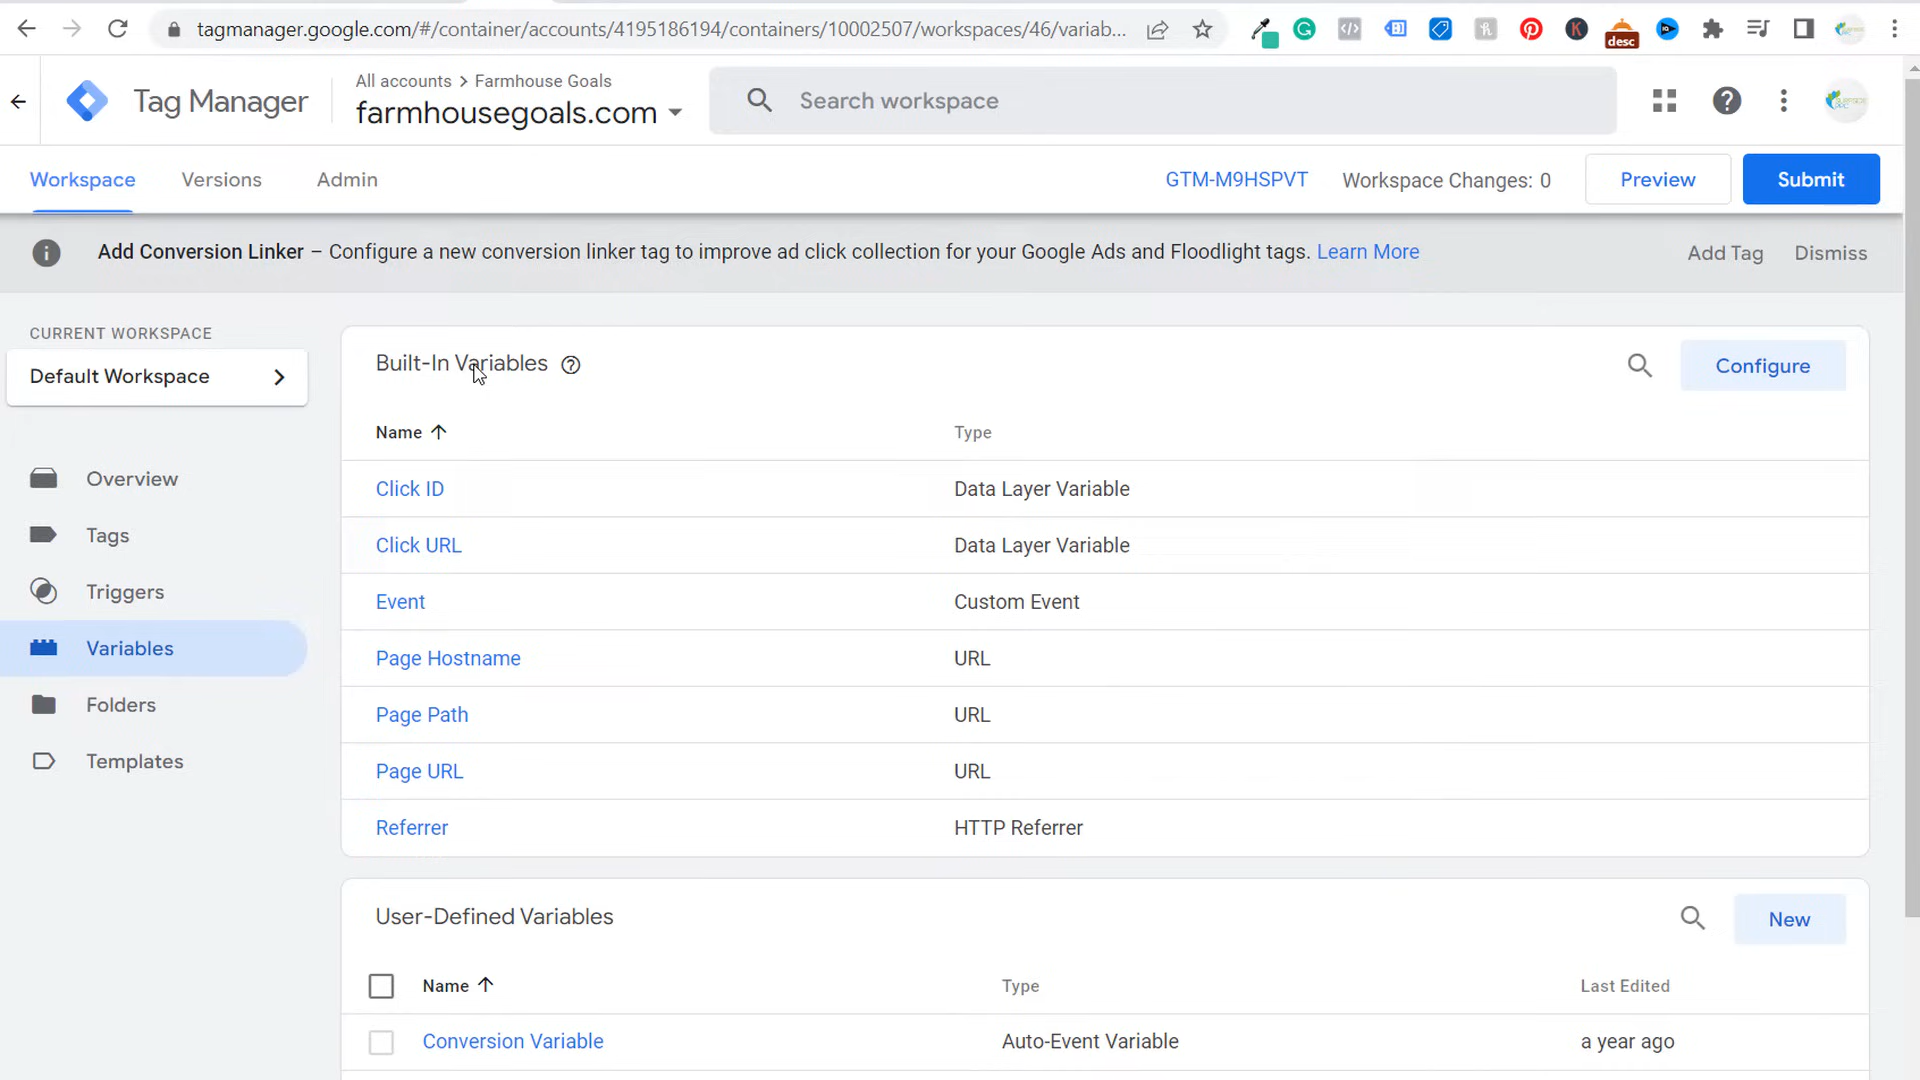 tagmanager.google.com/#/container/accounts/4195186194/containers/10002507/workspaces/46/variab...
desc
Tag Manager
All accounts > Farmhouse Goals
farmhousegoals.com
Search workspace
Workspace
Versions
Admin
GTM-M9HSPVT
Workspace Changes: 0
Preview
Submit
Add Conversion Linker – Configure a new conversion linker tag to improve ad click collection for your Google Ads and Floodlight tags. Learn More
Add Tag
Dismiss
CURRENT WORKSPACE
Default Workspace
Overview
Tags
Triggers
Variables
Folders
Templates
Built-In Variables
Configure
Name Type
Click ID Data Layer Variable
Click URL Data Layer Variable
Event Custom Event
Page Hostname URL
Page Path URL
Page URL URL
Referrer HTTP Referrer
User-Defined Variables
New
Name Type Last Edited
Conversion Variable Auto-Event Variable a year ago